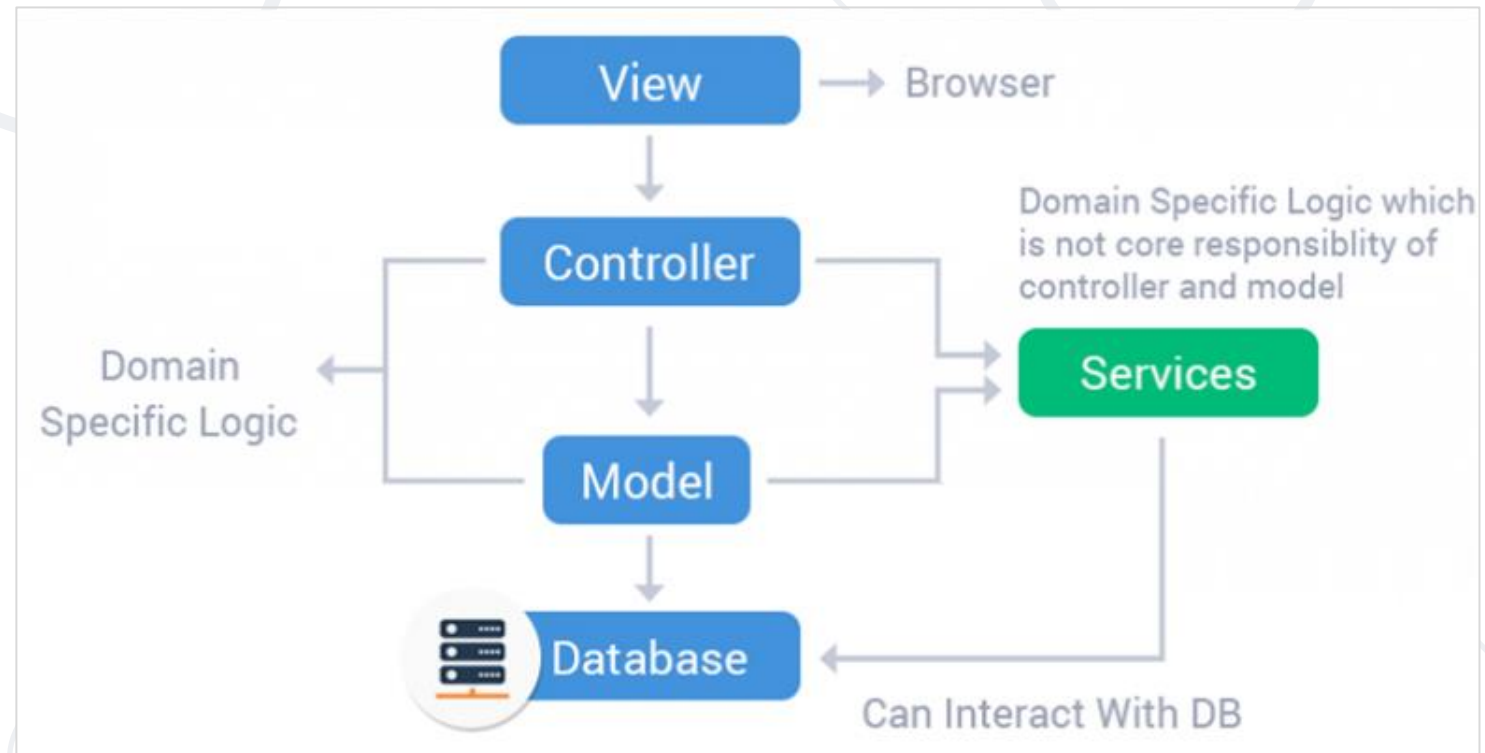 View
Browser
Domain Specific Logic which
is not core responsiblity of
controller and model
Controller
Domain
Specific Logic
Services
Model
Database
Can Interact With DB